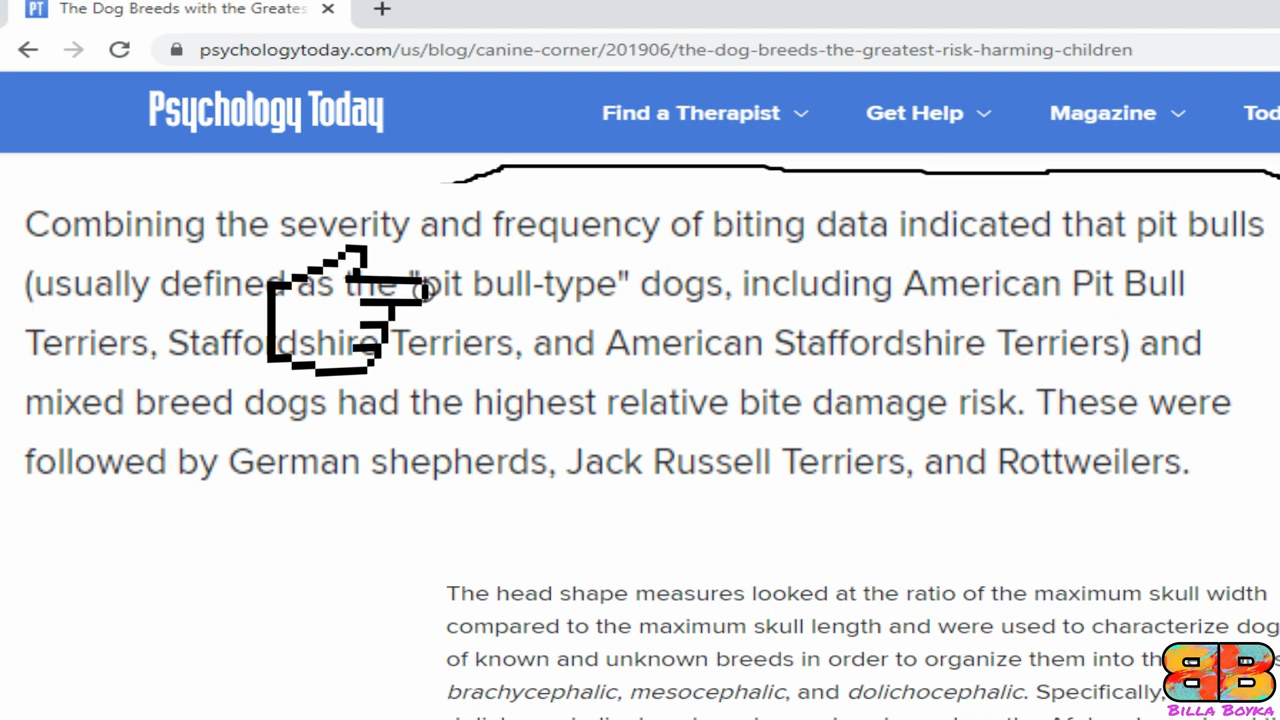 PT The Dog Breeds with the Greates
psychologytoday.com/us/blog/canine-corner/201906/the-dog-breeds-the-greatest-risk-harming-children
Psychology Today Find a Therapist Get Help Magazine Tod
Combining the severity and frequency of biting data indicated that pit bulls
(usually defined as the "pit bull-type" dogs, including American Pit Bull
Terriers, Staffordshire Terriers, and American Staffordshire Terriers) and
mixed breed dogs had the highest relative bite damage risk. These were
followed by German shepherds, Jack Russell Terriers, and Rottweilers.
The head shape measures looked at the ratio of the maximum skull width
compared to the maximum skull length and were used to characterize dog
of known and unknown breeds in order to organize them into th
brachycephalic, mesocephalic, and dolichocephalic. Specifically,
BB
BILLA BOYKA